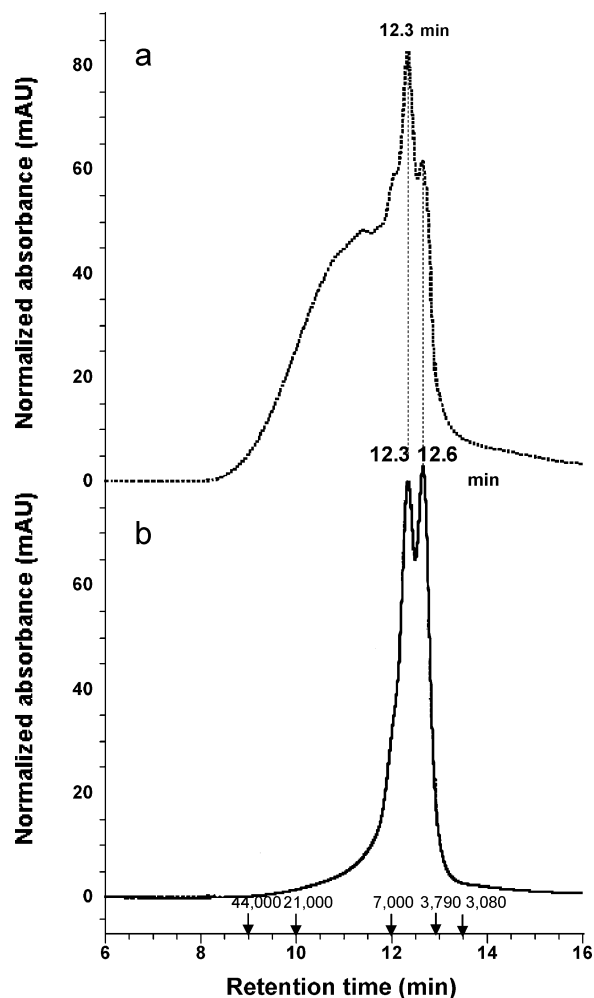 12.3 min
a
80
60
40
20
0
Normalized absorbance (mAU)
12.3 12.6
min
b
60
40
20
0
Normalized absorbance (mAU)
44,000 21,000 7,000 3,790 3,080
6 8 10 12 14 16
Retention time (min)